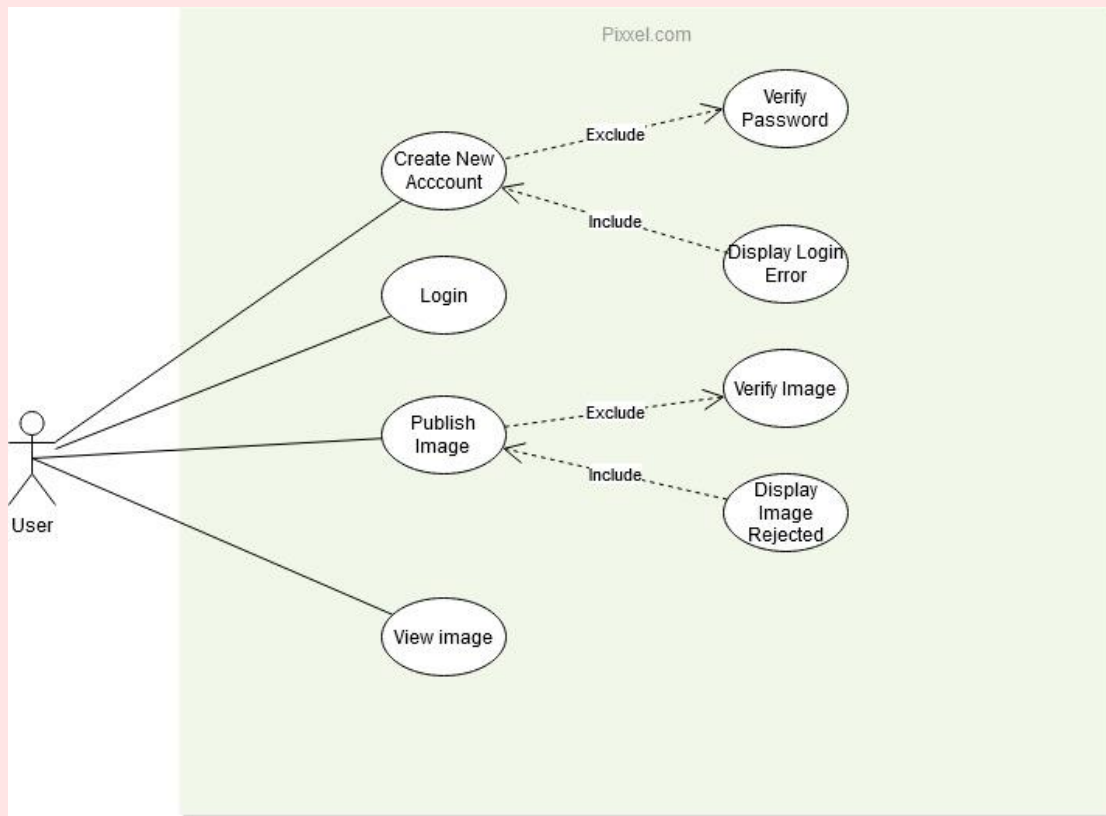 Pixxel.com
Verify
Password
Exclude
Create New
Acccount
Include
Display Login
Error
Login
Verify Image
Exclude
Publish
Image
Include
Display
Image
Rejected
User
View image